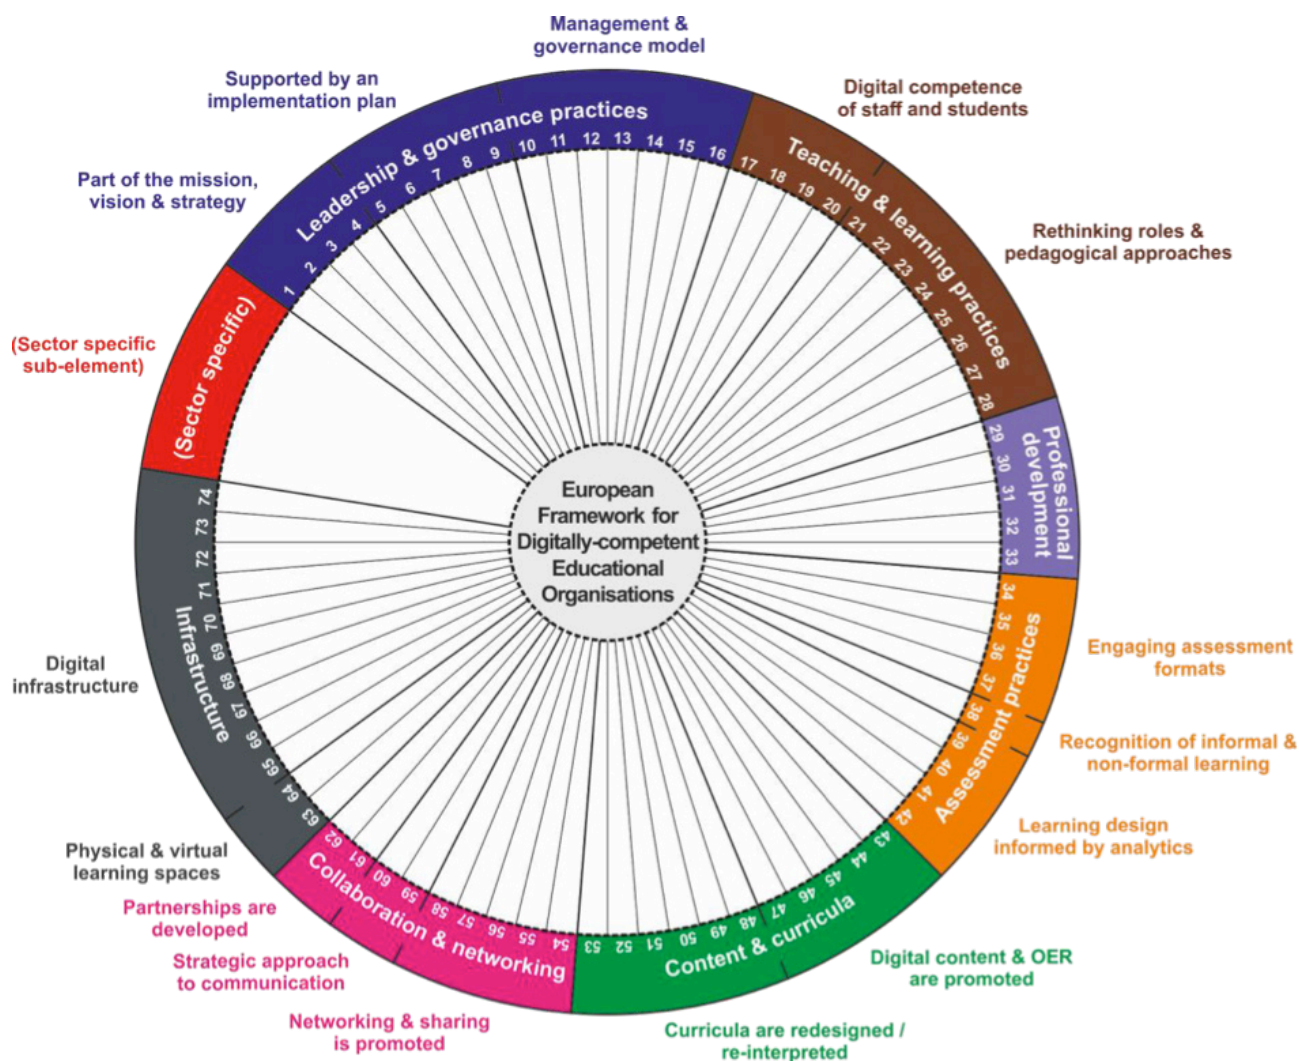 Management &
governance model
Supported by an
implementation plan
Digital competence
of staff and students
Part of the mission,
vision & strategy
Rethinking roles &
pedagogical approaches
(Sector specific
sub-element)
Digital
infrastructure
Engaging assessment
formats
Recognition of informal &
non-formal learning
Learning design
informed by analytics
Physical & virtual
learning spaces
Partnerships are
developed
Strategic approach
to communication
Networking & sharing
is promoted
Digital content & OER
are promoted
Curricula are redesigned /
re-interpreted
Leadership & governance practices
Teaching & learning practices
Professional
develpment
Assessment practices
Content & curricula
Collaboration & networking
Infrastructure
(Sector specific)
1
2
3
4
5
6
7
8
9
10
11
12
13
14
15
16
17
18
19
20
21
22
23
24
25
26
27
28
29
30
31
32
33
34
35
36
37
38
39
40
41
42
43
44
45
46
47
48
49
50
51
52
53
54
55
56
57
58
59
60
61
62
63
64
65
66
67
68
69
70
71
72
73
74
European
Framework for
Digitally-competent
Educational
Organisations